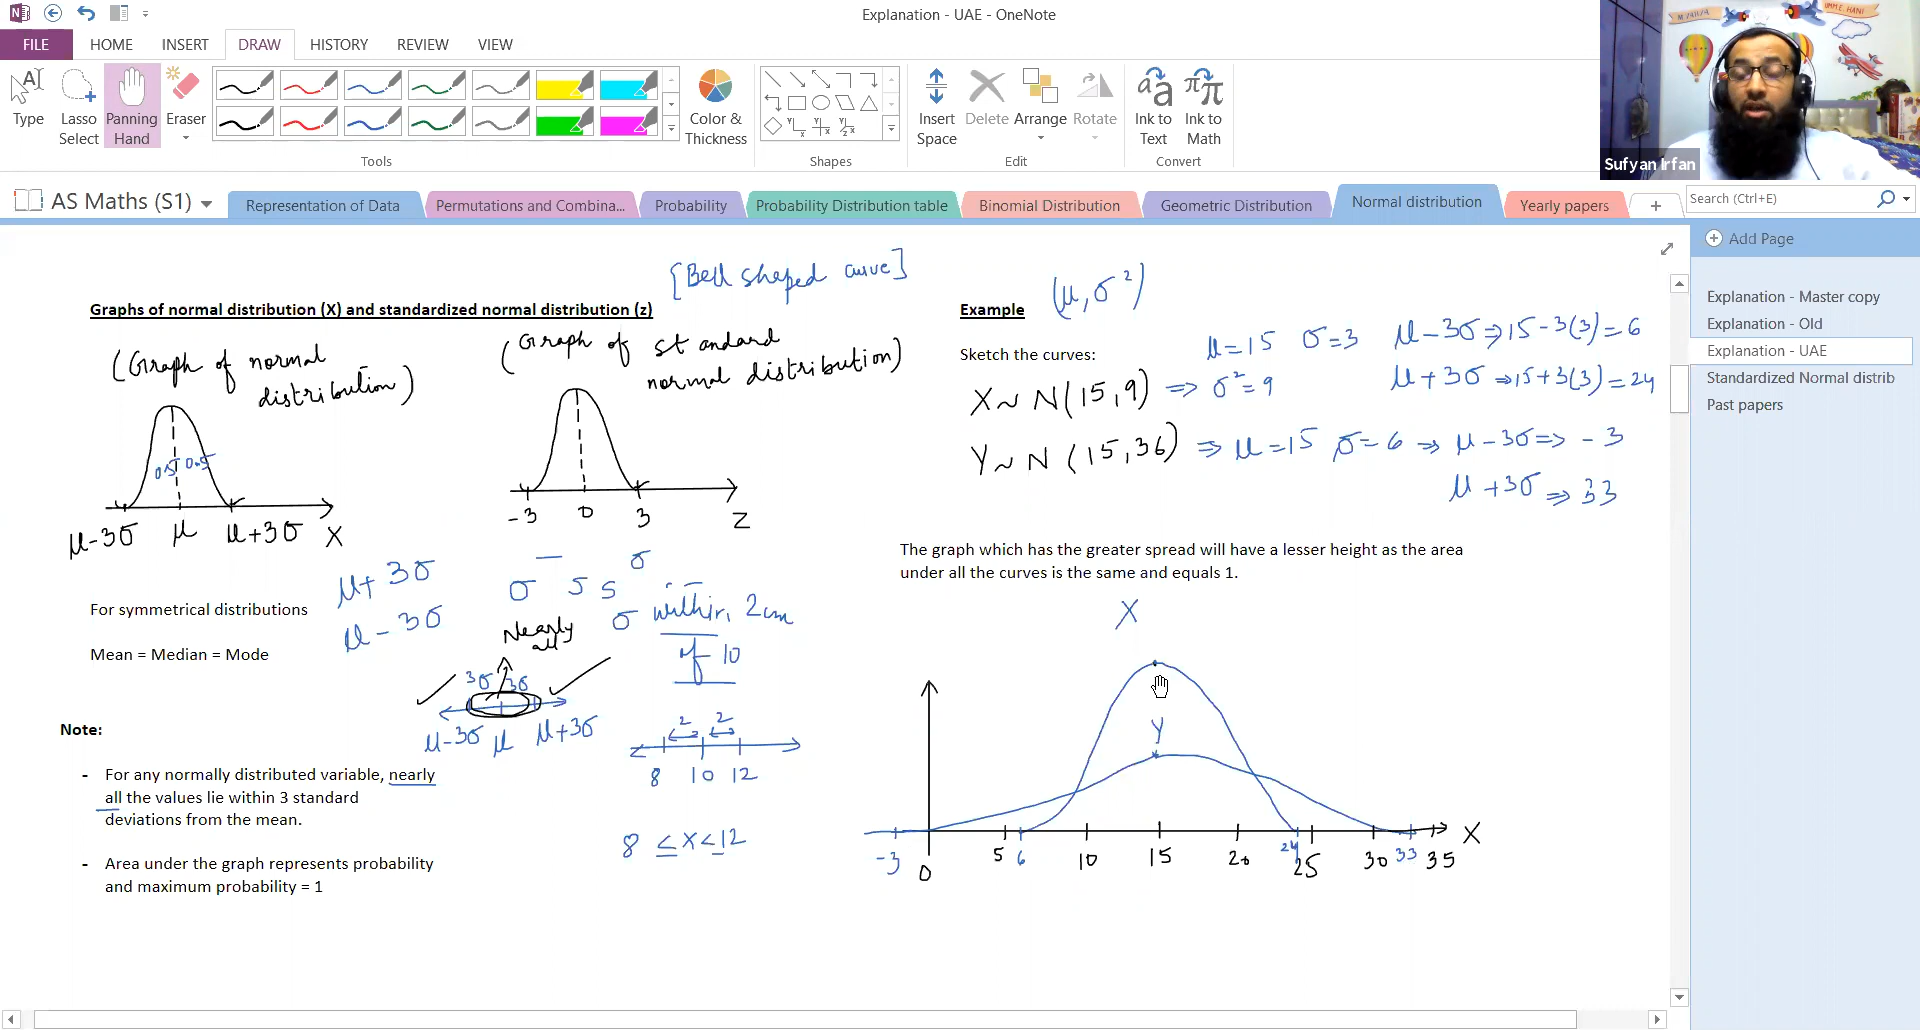 Explanation - UAE - OneNote
FILE HOME INSERT DRAW HISTORY REVIEW VIEW
Type
Lasso Select
Panning Hand
Eraser
Tools
Color & Thickness
Shapes
Insert Space
Delete
Arrange
Rotate
Edit
Ink to Text
Ink to Math
Convert
Sufyan Irfan
AS Maths (S1)
Representation of Data
Permutations and Combina...
Probability
Probability Distribution table
Binomial Distribution
Geometric Distribution
Normal distribution
Yearly papers
Search (Ctrl+E)
Add Page
Explanation - Master copy
Explanation - Old
Explanation - UAE
Standardized Normal distrib
Past papers
[Bell shaped curve]
Graphs of normal distribution (X) and standardized normal distribution (z)
(Graph of normal
distribution)
0.5 0.5
μ-3σ μ μ+3σ X
(Graph of standard
normal distribution)
-3 0 3 Z
μ+3σ
μ-3σ
For symmetrical distributions
Mean = Median = Mode
σ
σ 5 5
σ within 2cm
of 10
Nearly
all
3σ 3σ
μ-3σ μ μ+3σ
2 2
8 10 12
8 ≤ X < 12
Note:
- For any normally distributed variable, nearly
all the values lie within 3 standard
deviations from the mean.
- Area under the graph represents probability
and maximum probability = 1
Example (μ, σ²)
Sketch the curves:
μ=15 σ=3 μ-3σ ⇒ 15-3(3)=6
X~N(15,9) ⇒ σ²=9 μ+3σ ⇒ 15+3(3)=24
Y~N(15,36) ⇒ μ=15, σ=6 ⇒ μ-3σ ⇒ -3
μ+3σ ⇒ 33
The graph which has the greater spread will have a lesser height as the area
under all the curves is the same and equals 1.
X
Y
-3 0 5 6 10 15 20 24 25 30 33 35 X